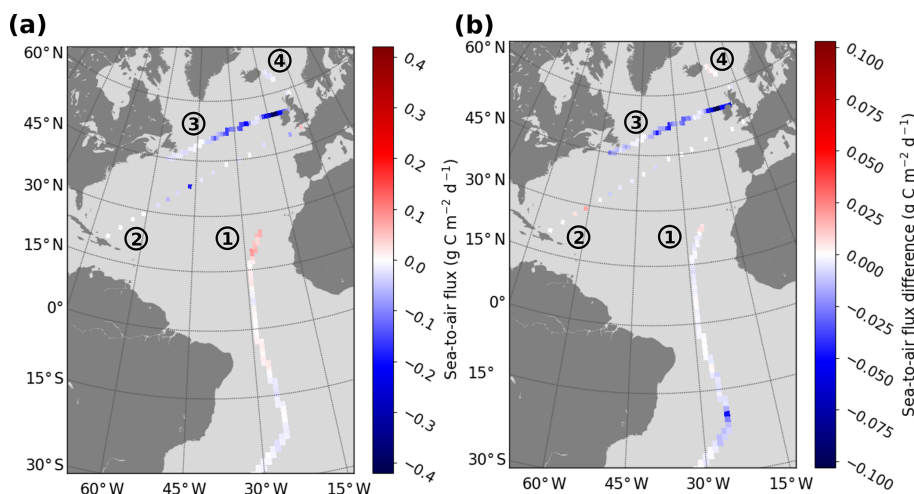 (a)
(b)
60°N
45°N
30°N
15°N
0°
15°S
30°S
60°W
45°W
30°W
15°W
①
②
③
④
0.4
0.3
0.2
0.1
0.0
−0.1
−0.2
−0.3
−0.4
Sea-to-air flux (g C m⁻² d⁻¹)
60°N
45°N
30°N
15°N
0°
15°
30°S
60°W
45°W
30°W
15°W
①
②
③
④
0.100
0.075
0.050
0.025
0.000
−0.025
−0.050
−0.075
−0.100
Sea-to-air flux difference (g C m⁻² d⁻¹)